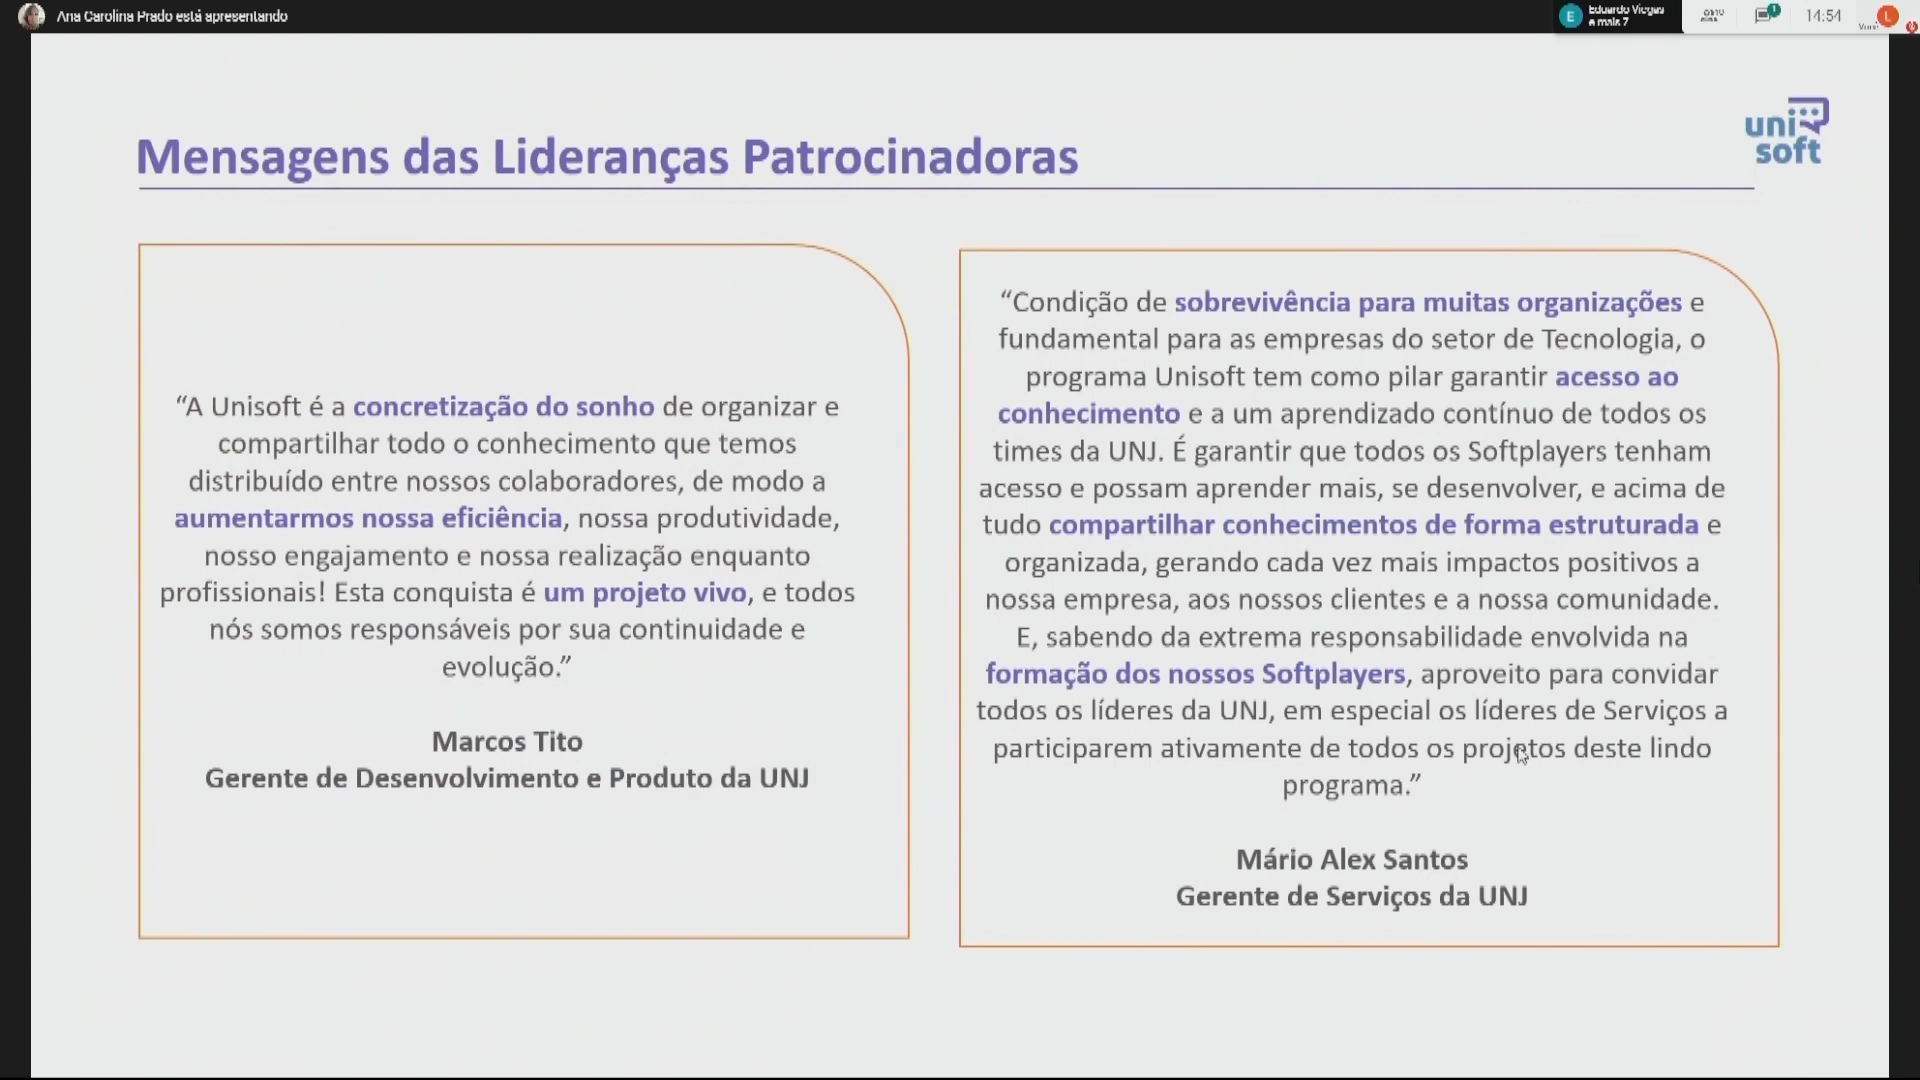 Ana Carolina Prado está apresentando
Eduardo Viegas
e mais 7
14:54
Você
Mensagens das Lideranças Patrocinadoras
uni
soft
“A Unisoft é a concretização do sonho de organizar e
compartilhar todo o conhecimento que temos
distribuído entre nossos colaboradores, de modo a
aumentarmos nossa eficiência, nossa produtividade,
nosso engajamento e nossa realização enquanto
profissionais! Esta conquista é um projeto vivo, e todos
nós somos responsáveis por sua continuidade e
evolução.”
Marcos Tito
Gerente de Desenvolvimento e Produto da UNJ
“Condição de sobrevivência para muitas organizações e
fundamental para as empresas do setor de Tecnologia, o
programa Unisoft tem como pilar garantir acesso ao
conhecimento e a um aprendizado contínuo de todos os
times da UNJ. É garantir que todos os Softplayers tenham
acesso e possam aprender mais, se desenvolver, e acima de
tudo compartilhar conhecimentos de forma estruturada e
organizada, gerando cada vez mais impactos positivos a
nossa empresa, aos nossos clientes e a nossa comunidade.
E, sabendo da extrema responsabilidade envolvida na
formação dos nossos Softplayers, aproveito para convidar
todos os líderes da UNJ, em especial os líderes de Serviços a
participarem ativamente de todos os projetos deste lindo
programa.”
Mário Alex Santos
Gerente de Serviços da UNJ